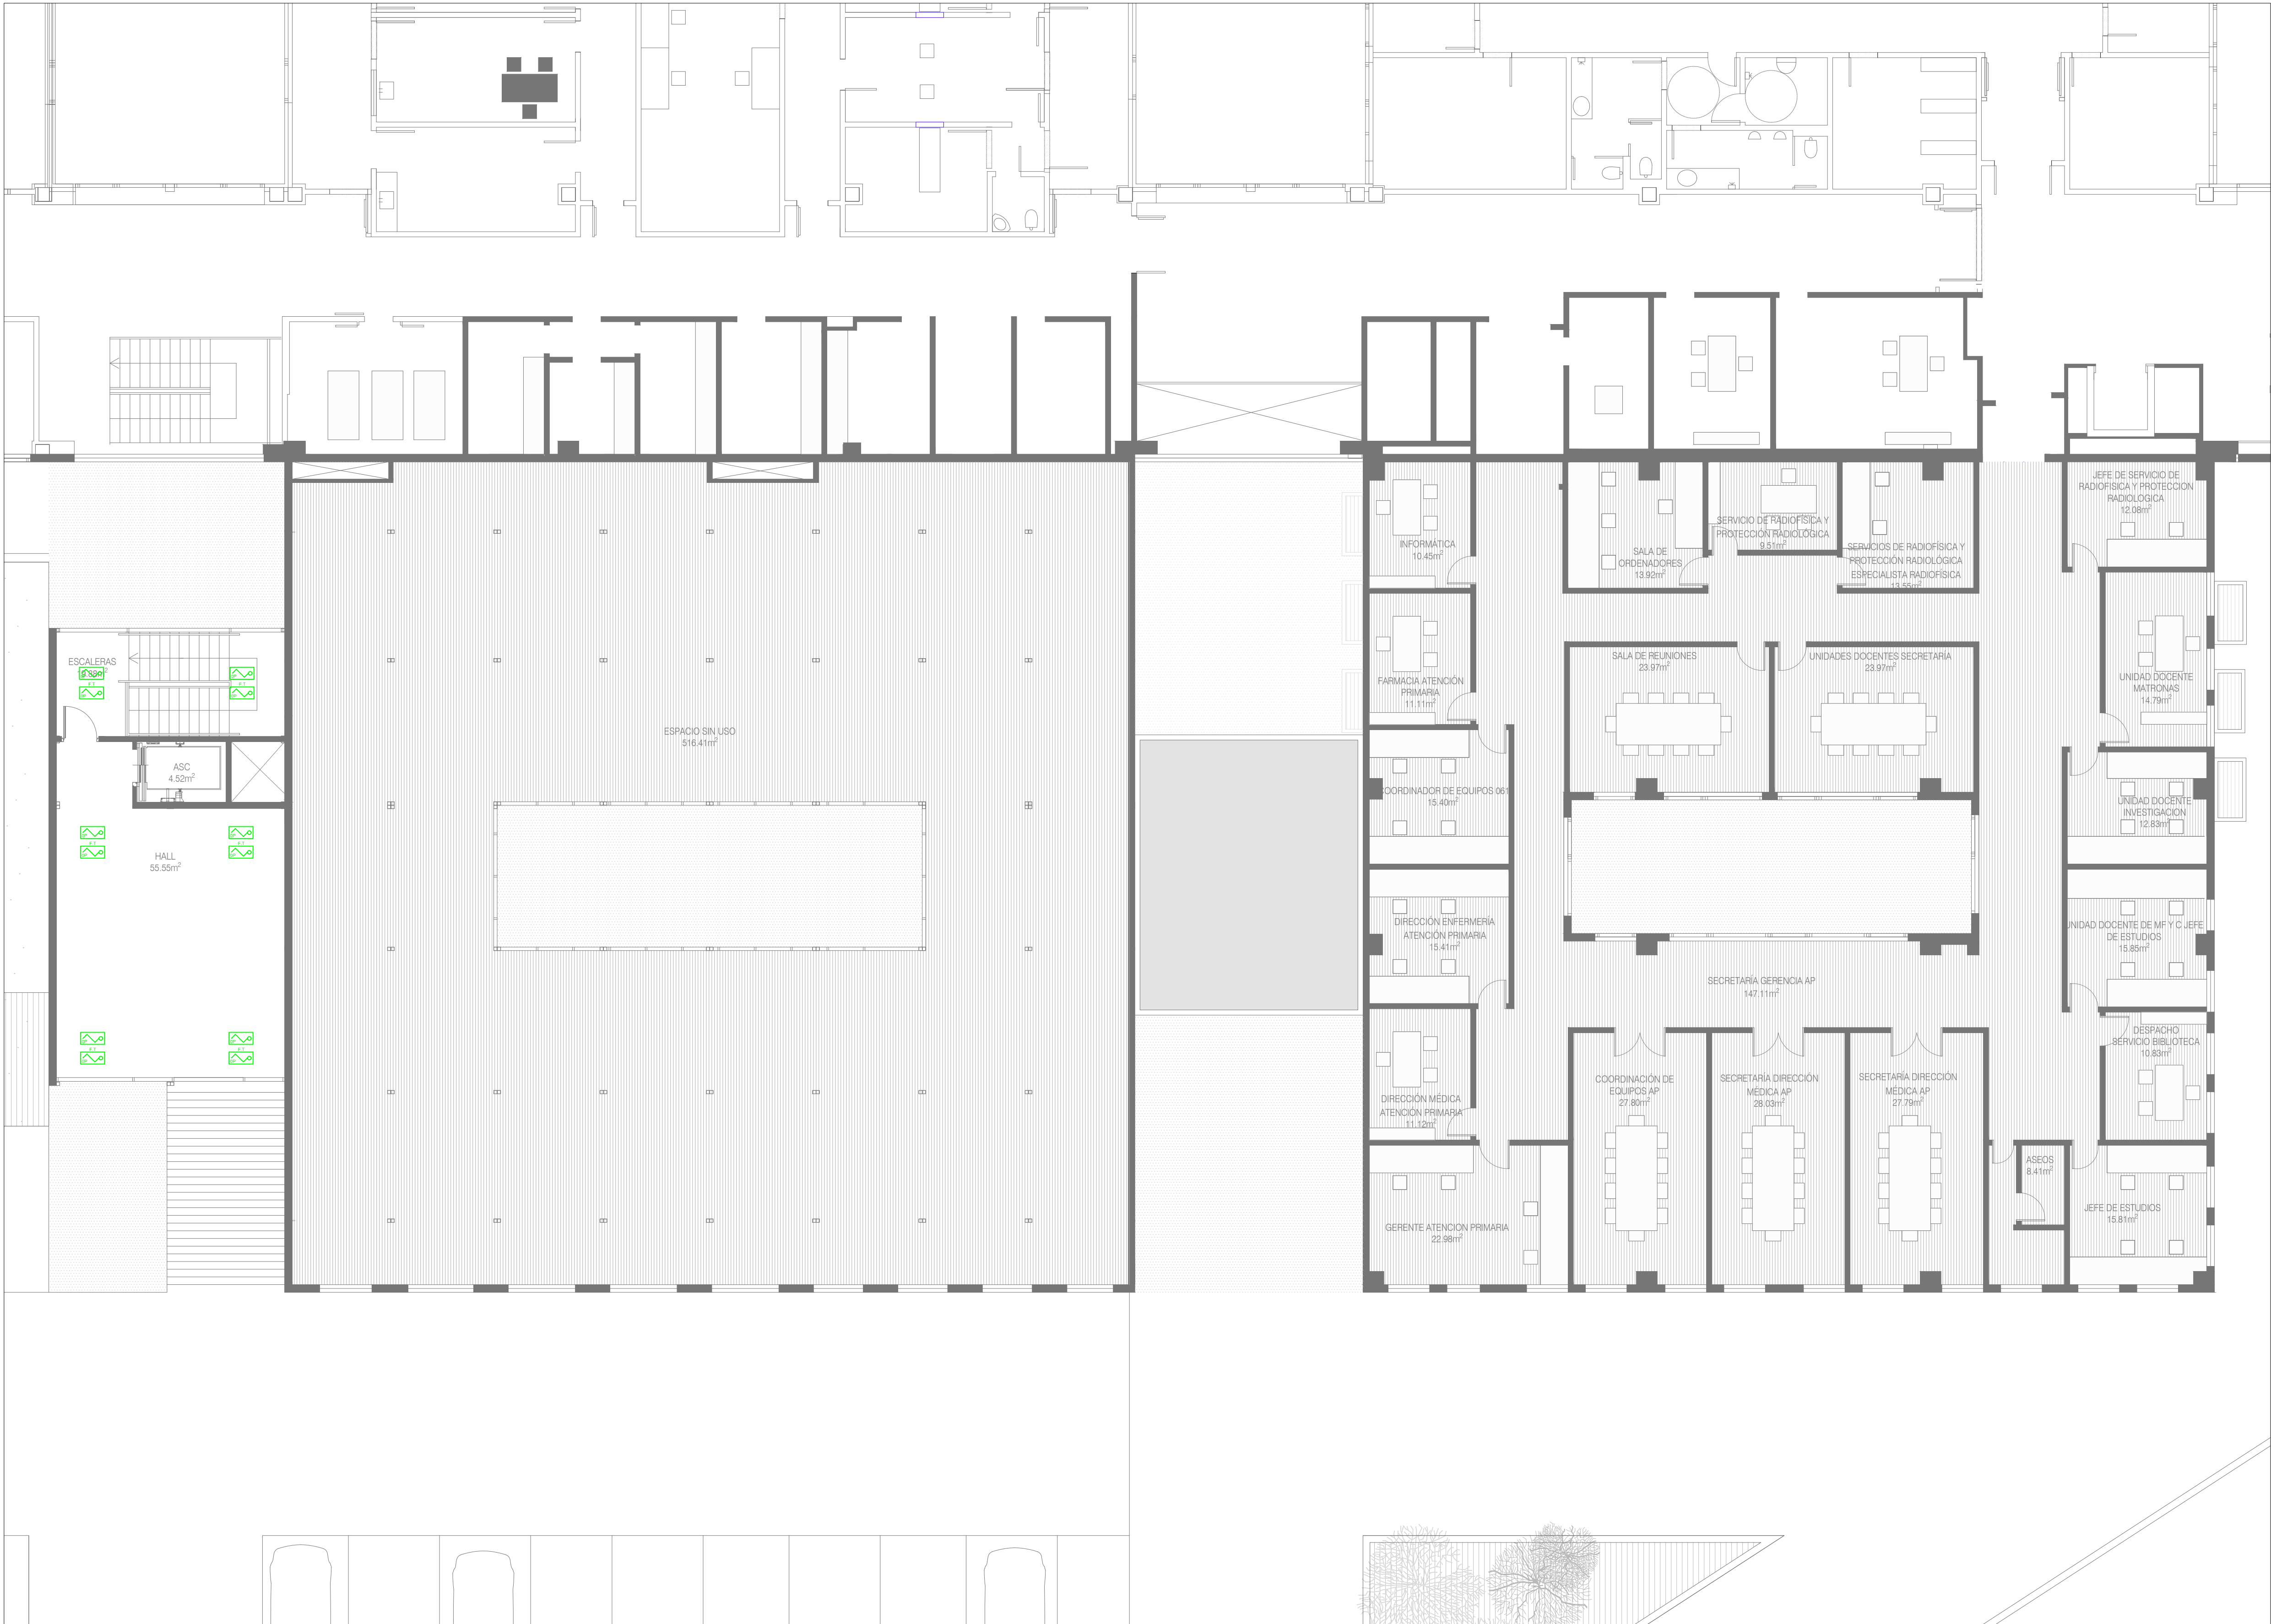 JEFE DE SERVICIO DE
RADIOFISICA Y PROTECCIÓN
RADIOLOGICA
12.08m²
SERVICIO DE RADIOFÍSICA Y
PROTECCIÓN RADIOLÓGICA
9.51m²
INFORMÁTICA
10.45m²
SALA DE
ORDENADORES
13.92m²
SERVICIOS DE RADIOFÍSICA Y
PROTECCIÓN RADIOLÓGICA
ESPECIALISTA RADIOFÍSICA
13.55m²
ESCALERAS
SALA DE REUNIONES
23.97m²
UNIDADES DOCENTES SECRETARÍA
23.97m²
FARMACIA ATENCIÓN
PRIMARIA
11.11m²
UNIDAD DOCENTE
MATRONAS
14.79m²
ESPACIO SIN USO
516.41m²
ASC
4.52m²
COORDINADOR DE EQUIPOS 061
15.40m²
UNIDAD DOCENTE
INVESTIGACION
12.83m²
HALL
55.55m²
DIRECCIÓN ENFERMERÍA
ATENCIÓN PRIMARIA
15.41m²
UNIDAD DOCENTE DE MF Y C JEFE
DE ESTUDIOS
15.85m²
SECRETARÍA GERENCIA AP
147.11m²
DESPACHO
SERVICIO BIBLIOTECA
10.83m²
COORDINACIÓN DE
EQUIPOS AP
27.80m²
SECRETARÍA DIRECCIÓN
MÉDICA AP
28.03m²
SECRETARÍA DIRECCIÓN
MÉDICA AP
27.79m²
DIRECCIÓN MÉDICA
ATENCIÓN PRIMARIA
11.12m²
ASEOS
8.41m²
JEFE DE ESTUDIOS
15.81m²
GERENTE ATENCION PRIMARIA
22.98m²